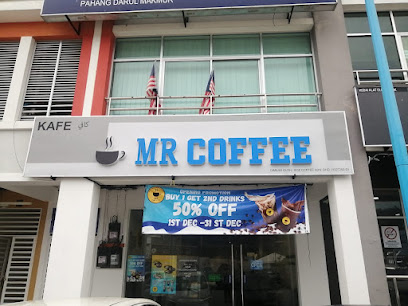 PAHANG DARUL MAKMUR
KAFE كافي
MR COFFEE
OPENING PROMOTION
BUY 1 GET 2ND DRINKS
50% OFF
1ST DEC - 31 ST DEC